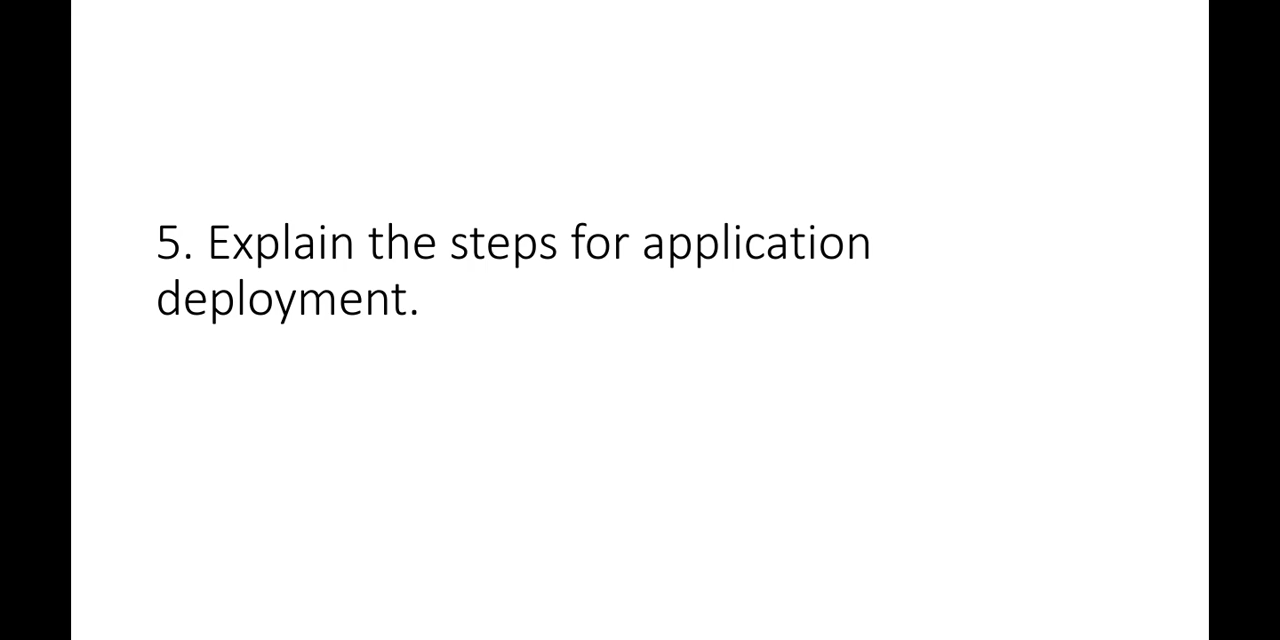 5. Explain the steps for application
deployment.